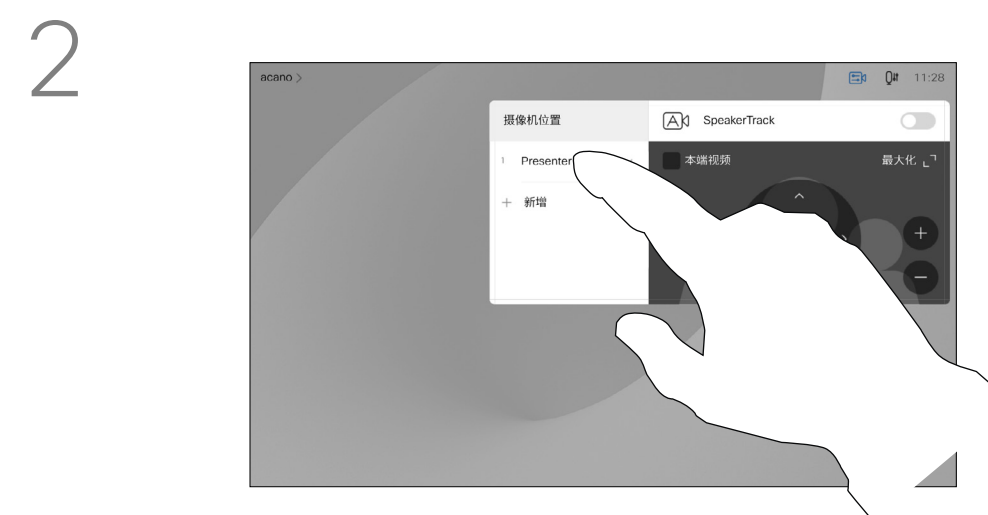 2
acano >
11:28
摄像机位置
SpeakerTrack
1 Presenter
本端视频
最大化
+ 新增